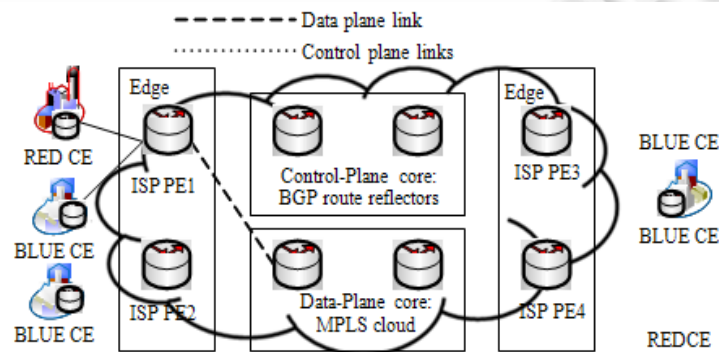 Data plane link
Control plane links
Edge
Edge
RED CE
ISP PE1
Control-Plane core:
BGP route reflectors
ISP PE3
BLUE CE
BLUE CE
BLUE CE
BLUE CE
ISP PE2
Data-Plane core:
MPLS cloud
ISP PE4
REDCE